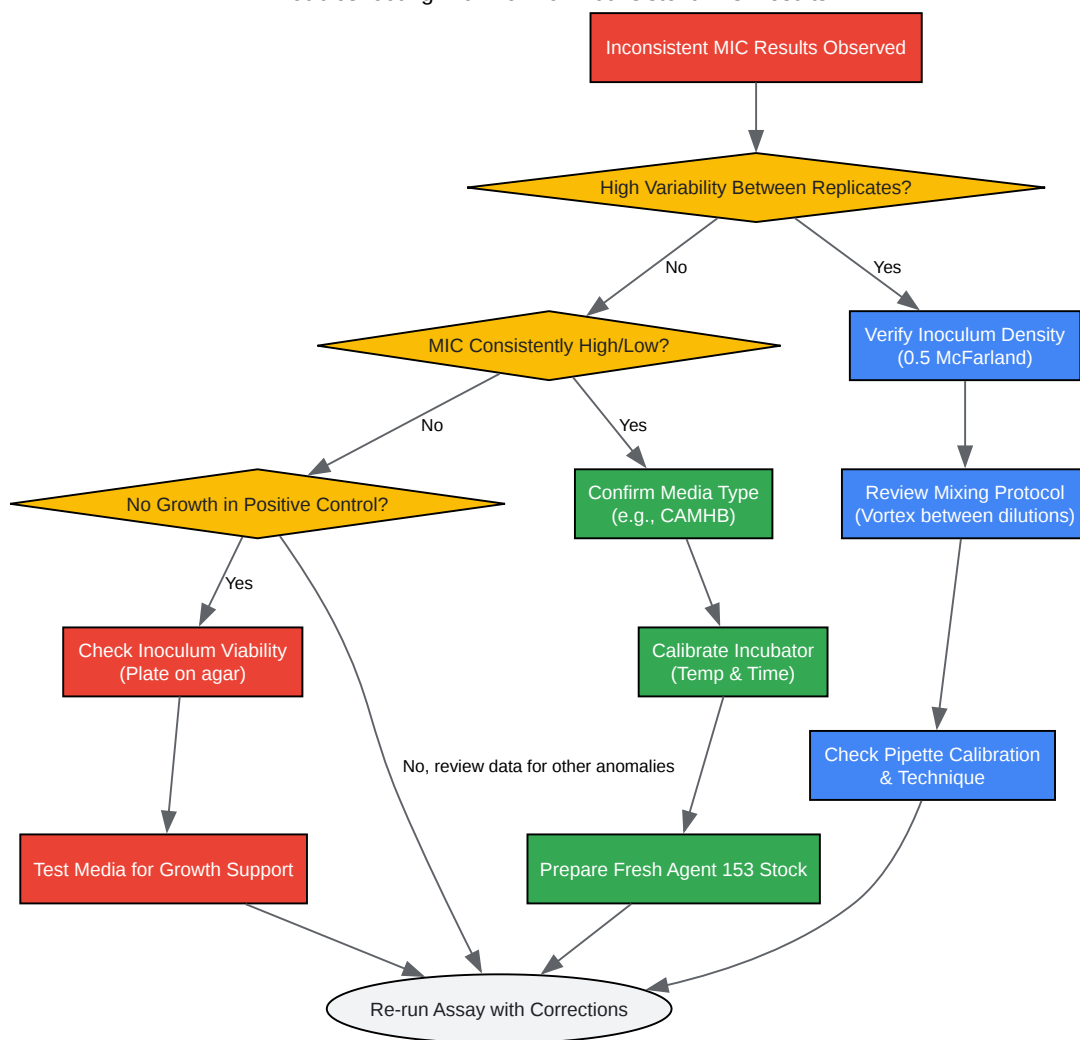 Inconsistent MIC Results Observed
High Variability Between Replicates?
No
Yes
MIC Consistently High/Low?
Verify Inoculum Density
(0.5 McFarland)
No
Yes
No Growth in Positive Control?
Confirm Media Type
(e.g., CAMHB)
Review Mixing Protocol
(Vortex between dilutions)
Yes
Check Inoculum Viability
(Plate on agar)
Calibrate Incubator
(Temp & Time)
No, review data for other anomalies
Check Pipette Calibration
& Technique
Test Media for Growth Support
Prepare Fresh Agent 153 Stock
Re-run Assay with Corrections